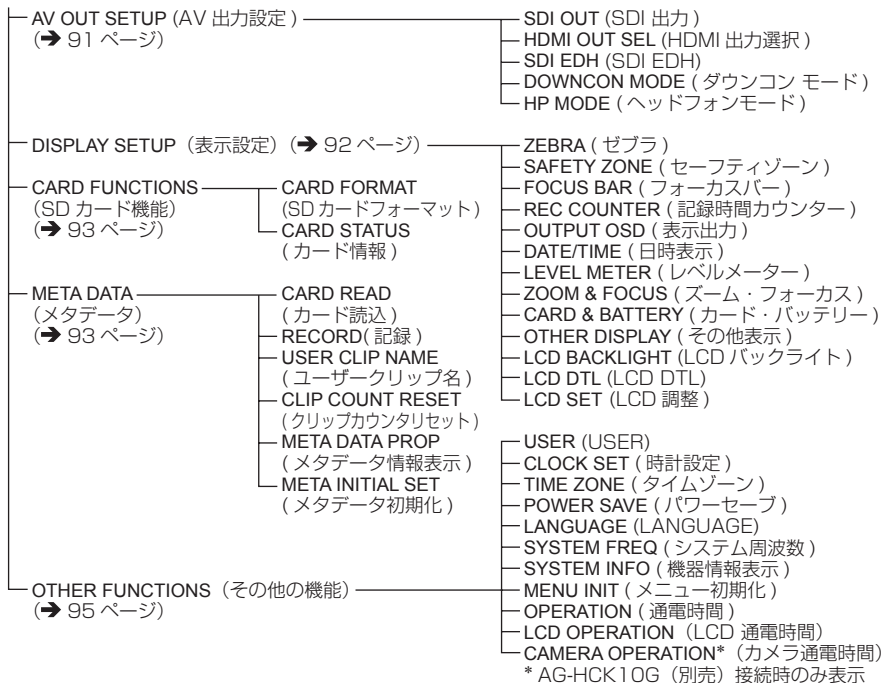 AV OUT SETUP (AV 出力設定 )
(➔ 91 ページ)
SDI OUT (SDI 出力 )
HDMI OUT SEL (HDMI 出力選択 )
SDI EDH (SDI EDH)
DOWNCON MODE ( ダウンコン モード )
HP MODE ( ヘッドフォンモード )
DISPLAY SETUP（表示設定）(➔ 92 ページ)
ZEBRA ( ゼブラ )
SAFETY ZONE ( セーフティゾーン )
FOCUS BAR ( フォーカスバー )
REC COUNTER ( 記録時間カウンター )
OUTPUT OSD ( 表示出力 )
DATE/TIME ( 日時表示 )
LEVEL METER ( レベルメーター )
ZOOM & FOCUS ( ズーム・フォーカス )
CARD & BATTERY ( カード・バッテリー )
OTHER DISPLAY ( その他表示 )
LCD BACKLIGHT (LCD バックライト )
LCD DTL (LCD DTL)
LCD SET (LCD 調整 )
CARD FUNCTIONS
(SD カード機能)
(➔ 93 ページ)
CARD FORMAT
(SD カードフォーマット )
CARD STATUS
( カード情報 )
META DATA
(メタデータ)
(➔ 93 ページ)
CARD READ
( カード読込 )
RECORD( 記録 )
USER CLIP NAME
( ユーザークリップ名 )
CLIP COUNT RESET
( クリップカウンタリセット )
META DATA PROP
( メタデータ情報表示 )
META INITIAL SET
( メタデータ初期化 )
OTHER FUNCTIONS（その他の機能）
(➔ 95 ページ)
USER (USER)
CLOCK SET ( 時計設定 )
TIME ZONE ( タイムゾーン )
POWER SAVE ( パワーセーブ )
LANGUAGE (LANGUAGE)
SYSTEM FREQ ( システム周波数 )
SYSTEM INFO ( 機器情報表示 )
MENU INIT ( メニュー初期化 )
OPERATION ( 通電時間 )
LCD OPERATION（LCD 通電時間）
CAMERA OPERATION*（カメラ通電時間）
* AG-HCK10G（別売）接続時のみ表示